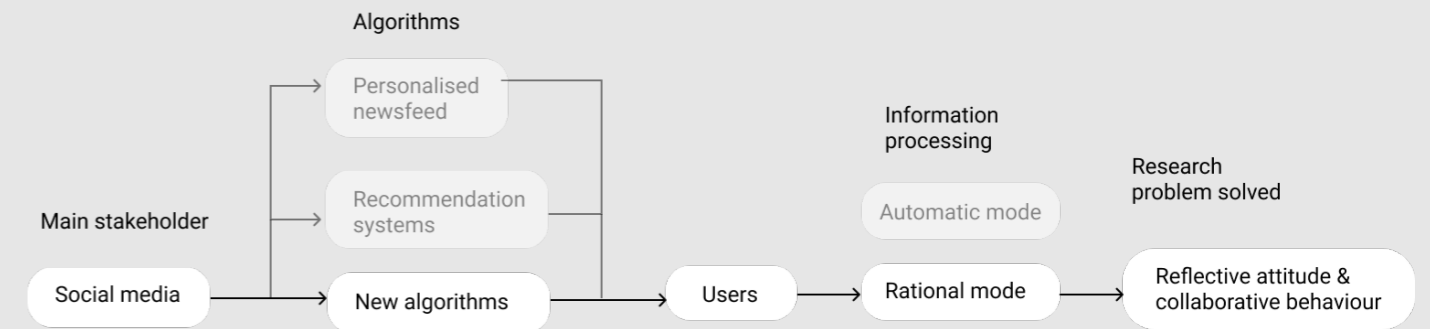 Algorithms
Personalised
newsfeed
Information
processing
Research
problem solved
Recommendation
systems
Automatic mode
Main stakeholder
Social media
New algorithms
Users
Rational mode
Reflective attitude &
collaborative behaviour